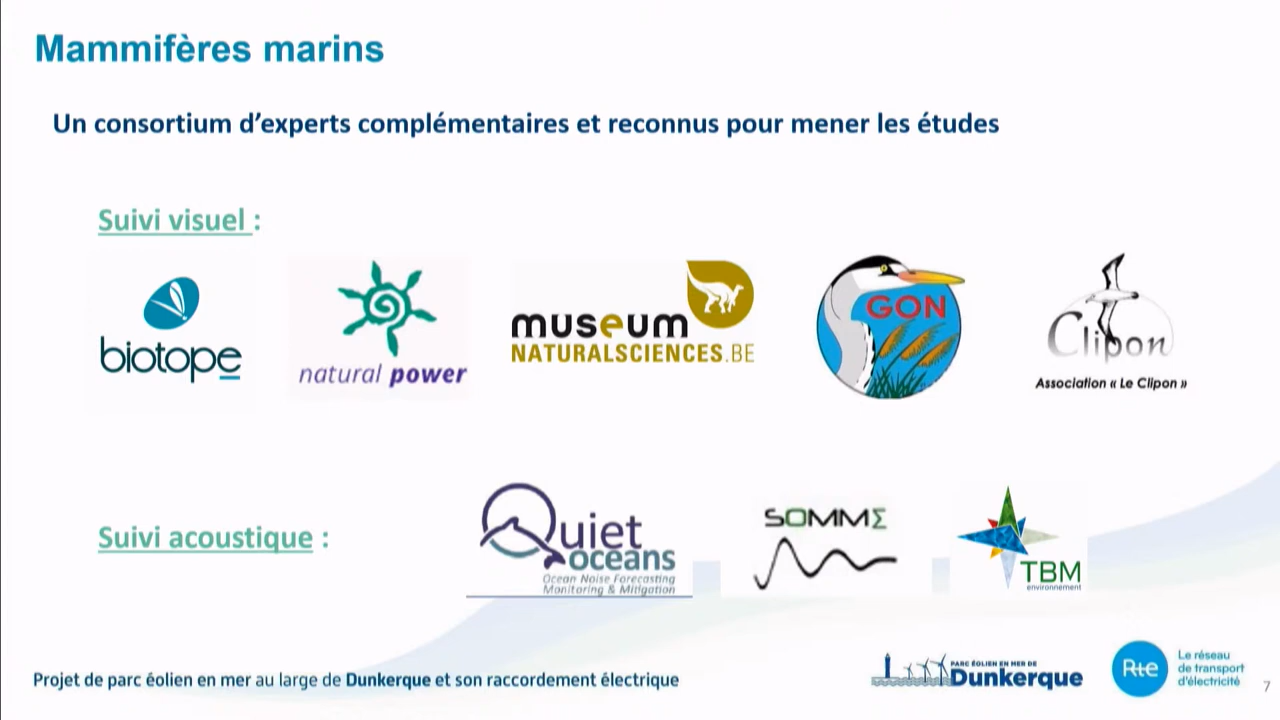 Mammifères marins
Un consortium d'experts complémentaires et reconnus pour mener les études
Suivi visuel :
biotope
natural power
museum
NATURALSCIENCES.BE
GON
Clipon
Association « Le Clipon »
Suivi acoustique :
Quiet
oceans
Ocean Noise Forecasting
Monitoring & Mitigation
SOMMΣ
TBM
environnement
Projet de parc éolien en mer au large de Dunkerque et son raccordement électrique
PARC ÉOLIEN EN MER DE
Dunkerque
Rte
Le réseau
de transport
d'électricité
7